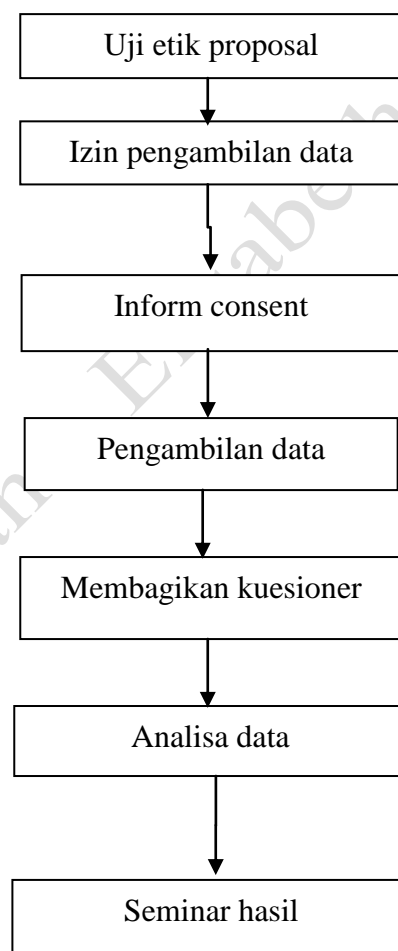 Uji etik proposal
Izin pengambilan data
Inform consent
Pengambilan data
Membagikan kuesioner
Analisa data
Seminar hasil